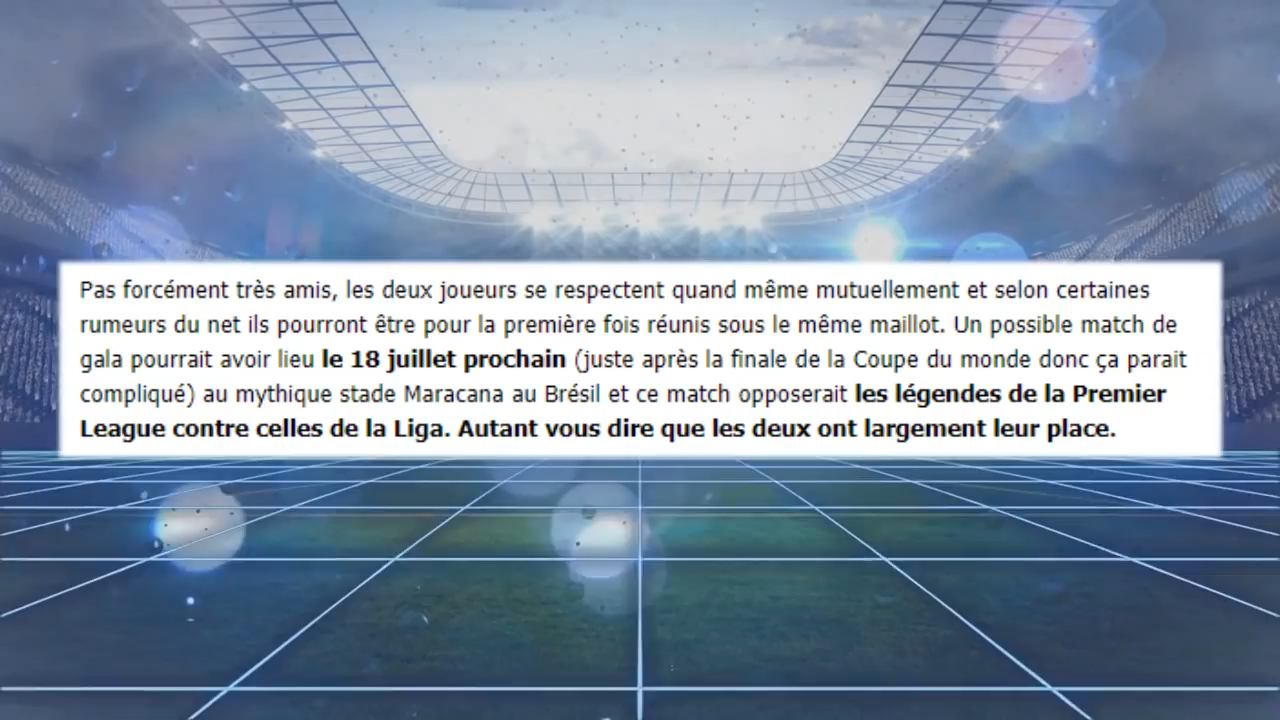 Pas forcément très amis, les deux joueurs se respectent quand même mutuellement et selon certaines
rumeurs du net ils pourront être pour la première fois réunis sous le même maillot. Un possible match de
gala pourrait avoir lieu le 18 juillet prochain (juste après la finale de la Coupe du monde donc ça parait
compliqué) au mythique stade Maracana au Brésil et ce match opposerait les légendes de la Premier
League contre celles de la Liga. Autant vous dire que les deux ont largement leur place.